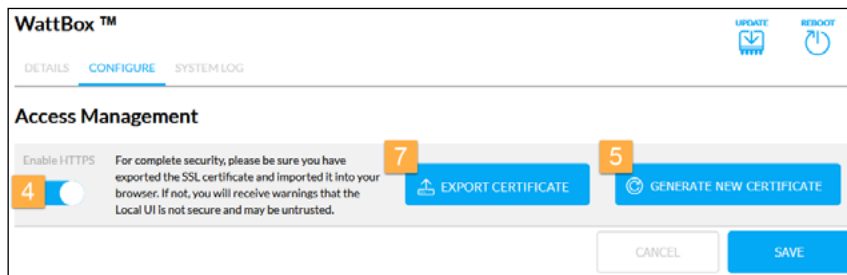 WattBox ™
UPDATE
REBOOT
DETAILS CONFIGURE SYSTEM LOG
Access Management
Enable HTTPS
4
For complete security, please be sure you have
exported the SSL certificate and imported it into your
browser. If not, you will receive warnings that the
Local UI is not secure and may be untrusted.
7
EXPORT CERTIFICATE
5
GENERATE NEW CERTIFICATE
CANCEL
SAVE